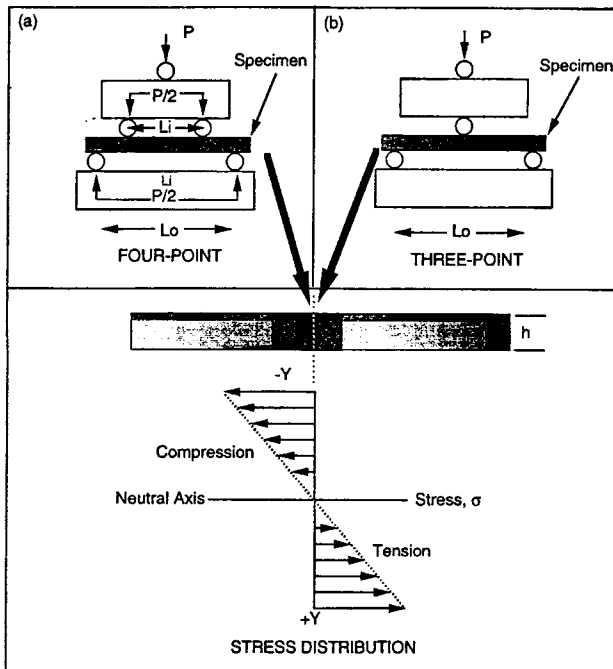 (a)
P
Specimen
P/2
Li
Li
P/2
Lo
FOUR-POINT
(b)
P
Specimen
Lo
THREE-POINT
h
-Y
Compression
Neutral Axis
Stress, σ
Tension
+Y
STRESS DISTRIBUTION